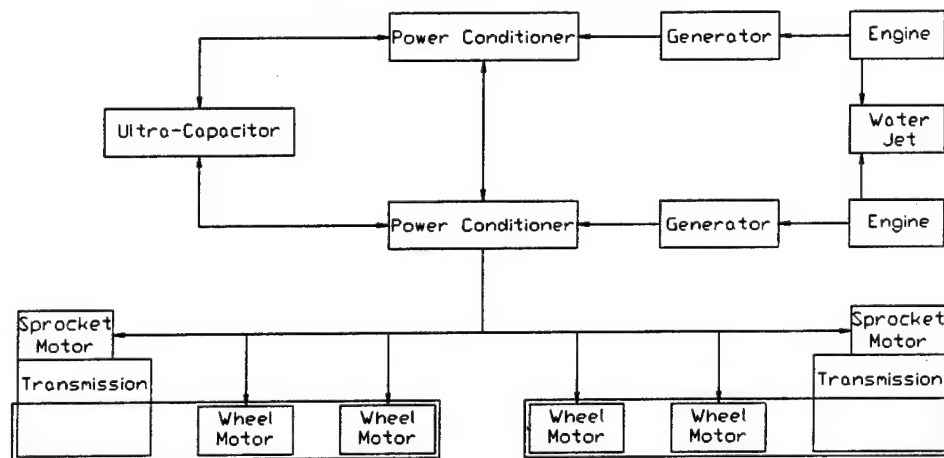 Power Conditioner
Generator
Engine
Ultra-Capacitor
Water
Jet
Power Conditioner
Generator
Engine
Sprocket
Motor
Sprocket
Motor
Transmission
Transmission
Wheel
Motor
Wheel
Motor
Wheel
Motor
Wheel
Motor